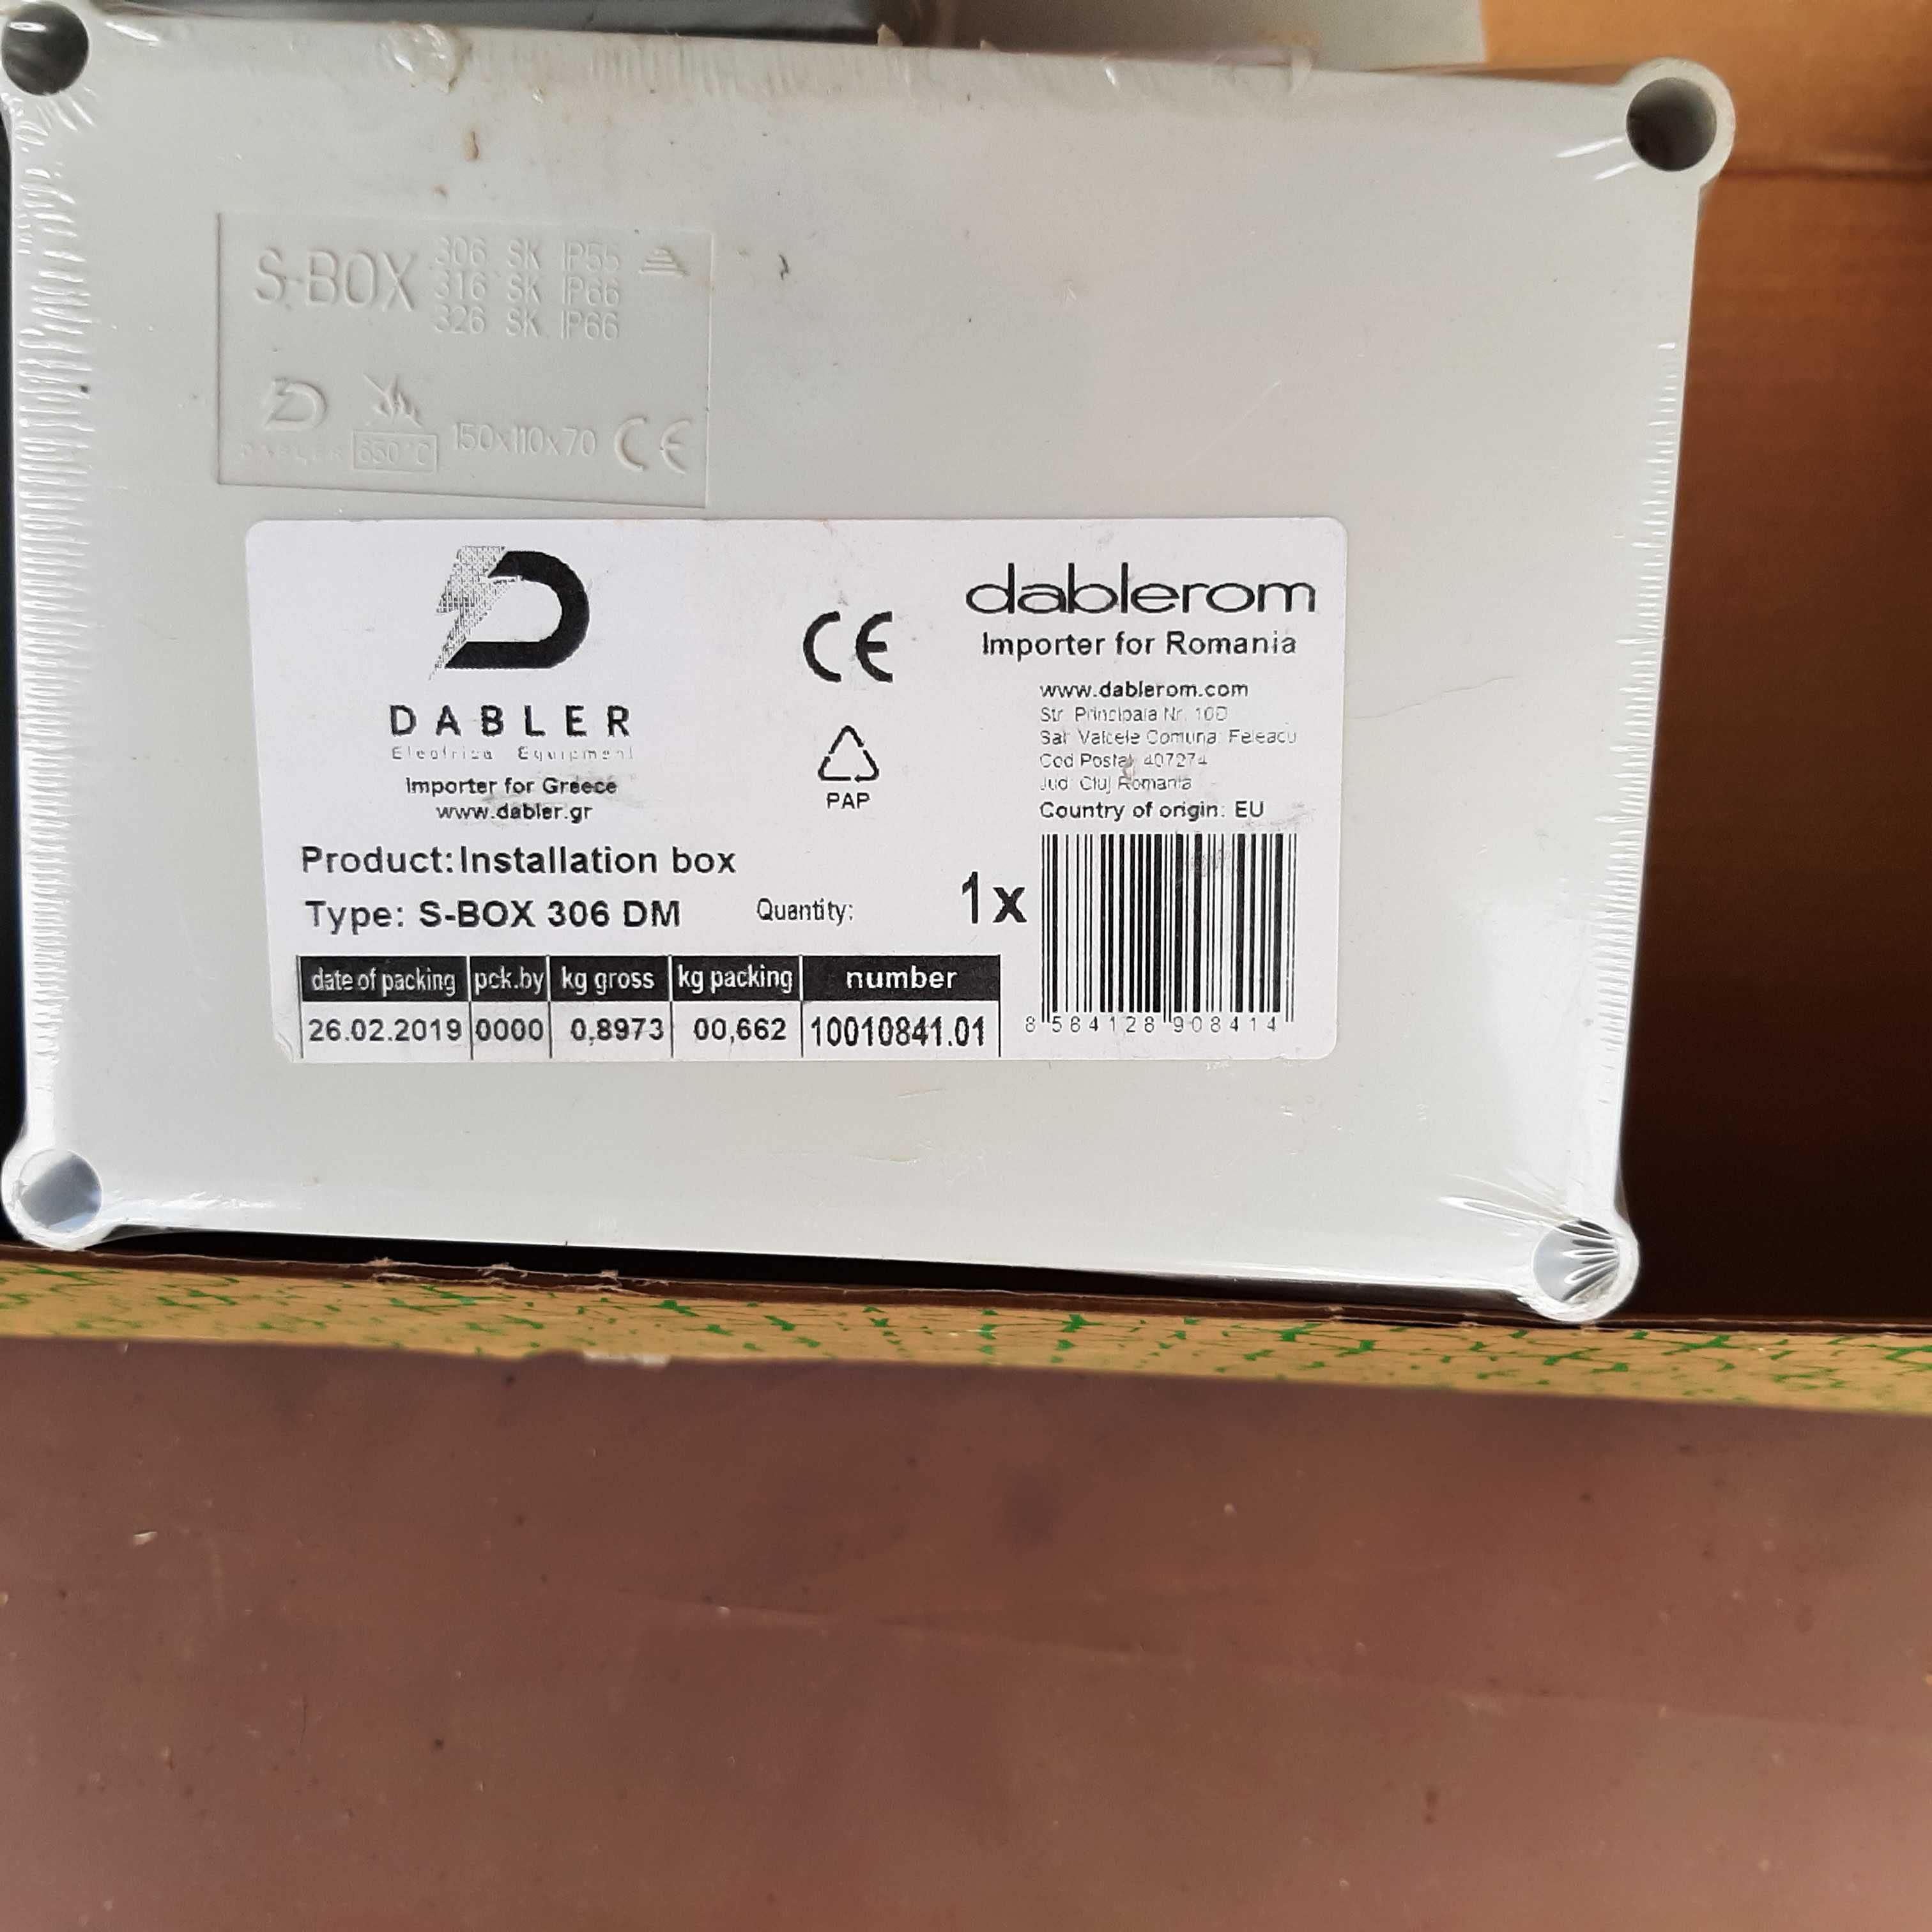 S-BOX
306 SK IP55
316 SK IP66
326 SK IP66
DABLER
650°C
150x110x70
CE
DABLER
Electrica Equipment
Importer for Greece
www.dabler.gr
CE
PAP
dablerom
Importer for Romania
www.dablerom.com
Str. Principala Nr. 10D
Sat Valcele Comuna Feleacu
Cod Postal 407274
Jud. Cluj Romania
Country of origin: EU
Product: Installation box
Type: S-BOX 306 DM
Quantity: 1x
date of packing pck.by kg gross kg packing number
26.02.2019 0000 0,8973 00,662 10010841.01
8 584128 908414